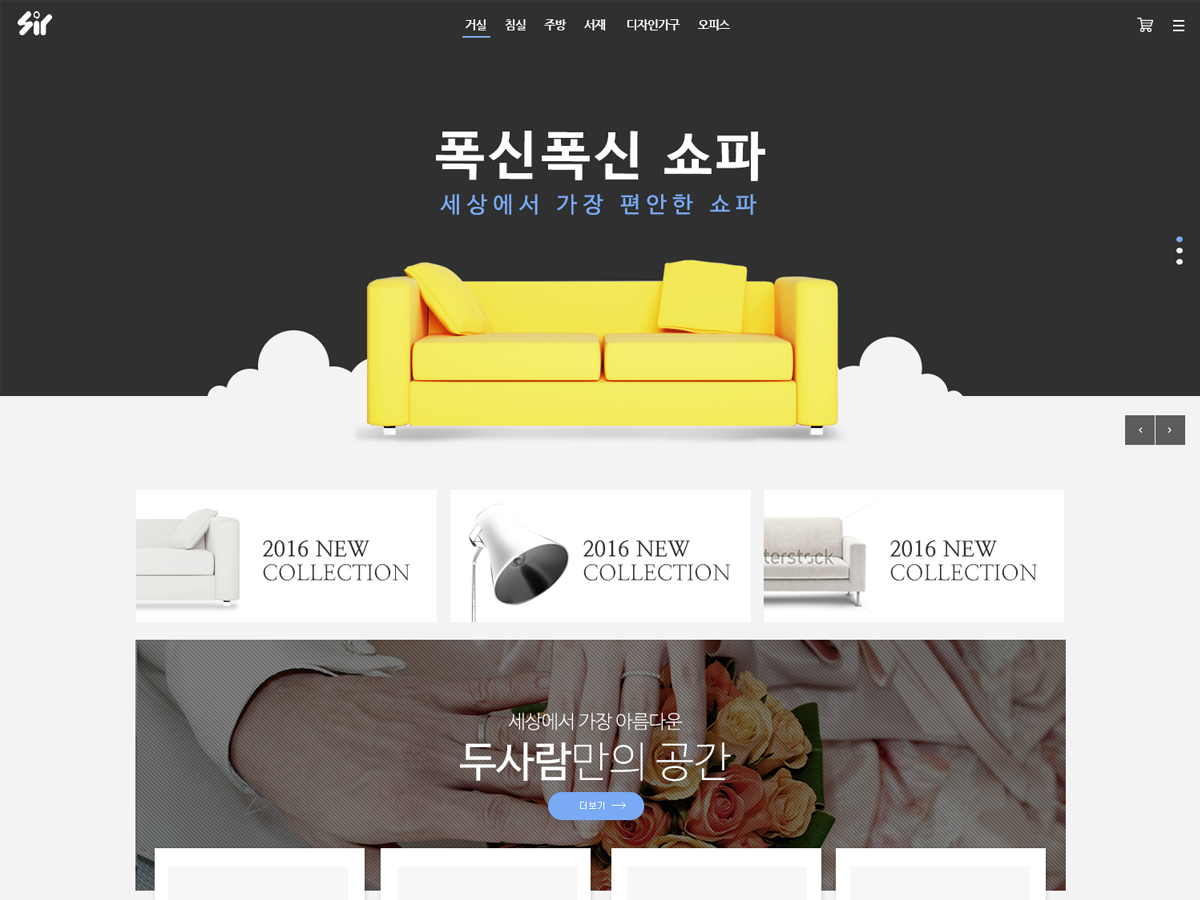 Sir
거실 침실 주방 서재 디자인가구 오피스
폭신폭신 쇼파
세상에서 가장 편안한 쇼파
2016 NEW
COLLECTION
2016 NEW
COLLECTION
terstock
2016 NEW
COLLECTION
세상에서 가장 아름다운
두사람만의 공간
더보기